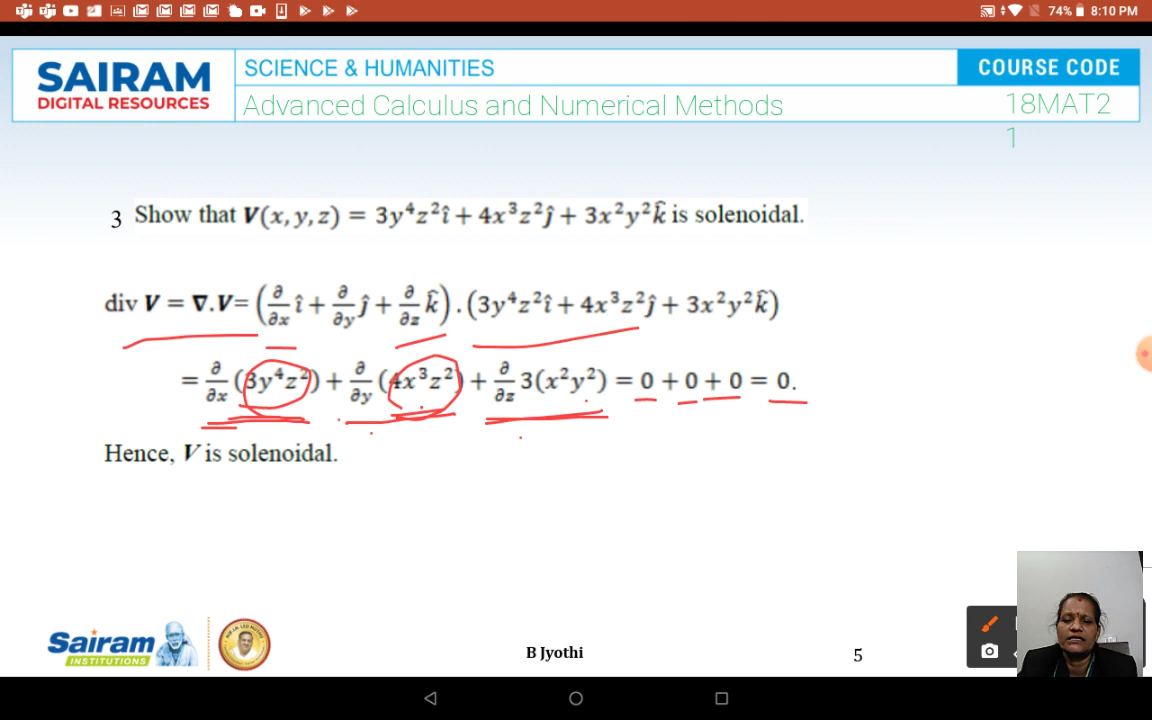 74% 8:10 PM
SAIRAM
DIGITAL RESOURCES
SCIENCE & HUMANITIES
COURSE CODE
Advanced Calculus and Numerical Methods
18MAT2
1
3 Show that V(x, y, z) = 3y⁴z²î + 4x³z²ĵ + 3x²y²k̂ is solenoidal.
div V = ∇.V= (∂/∂x î + ∂/∂y ĵ + ∂/∂z k̂) . (3y⁴z²î + 4x³z²ĵ + 3x²y²k̂)
= ∂/∂x (3y⁴z²) + ∂/∂y (4x³z²) + ∂/∂z 3(x²y²) = 0 + 0 + 0 = 0.
Hence, V is solenoidal.
Sairam
INSTITUTIONS
B Jyothi
5